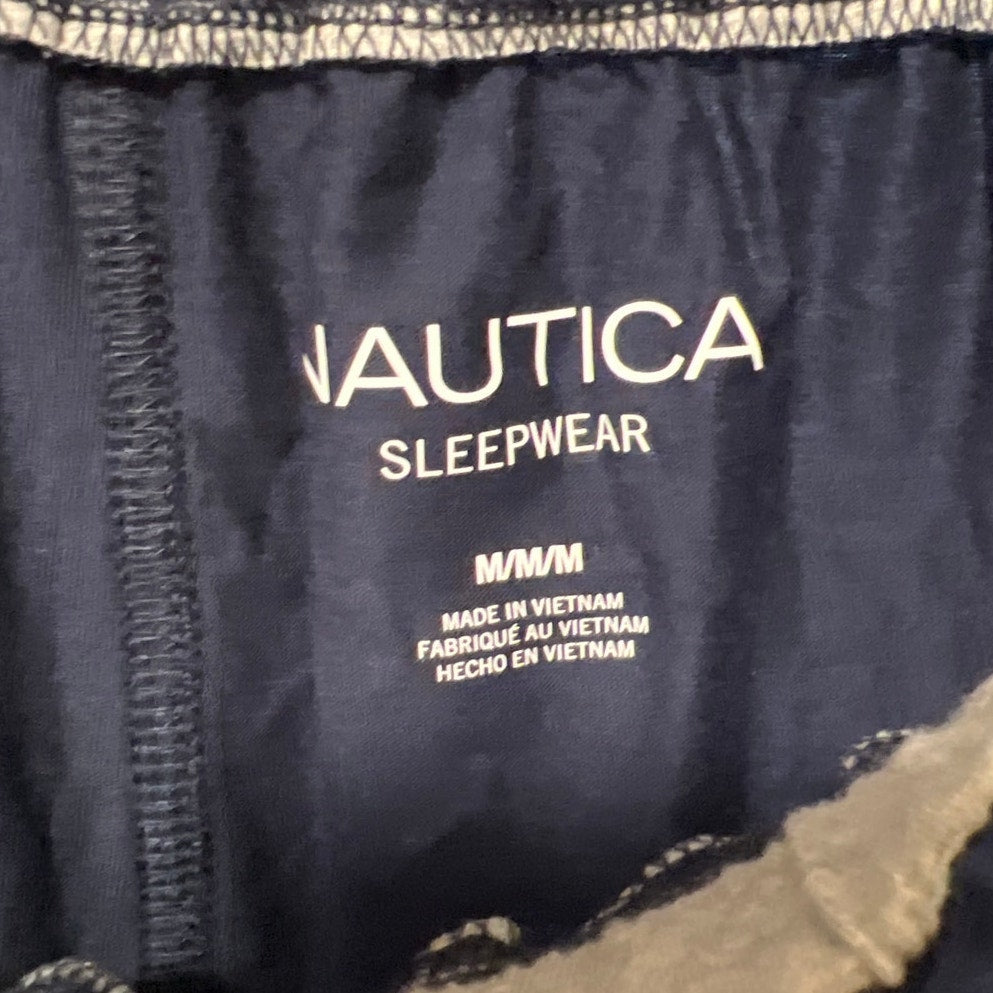 NAUTICA
SLEEPWEAR
M/M/M
MADE IN VIETNAM
FABRIQUÉ AU VIETNAM
HECHO EN VIETNAM